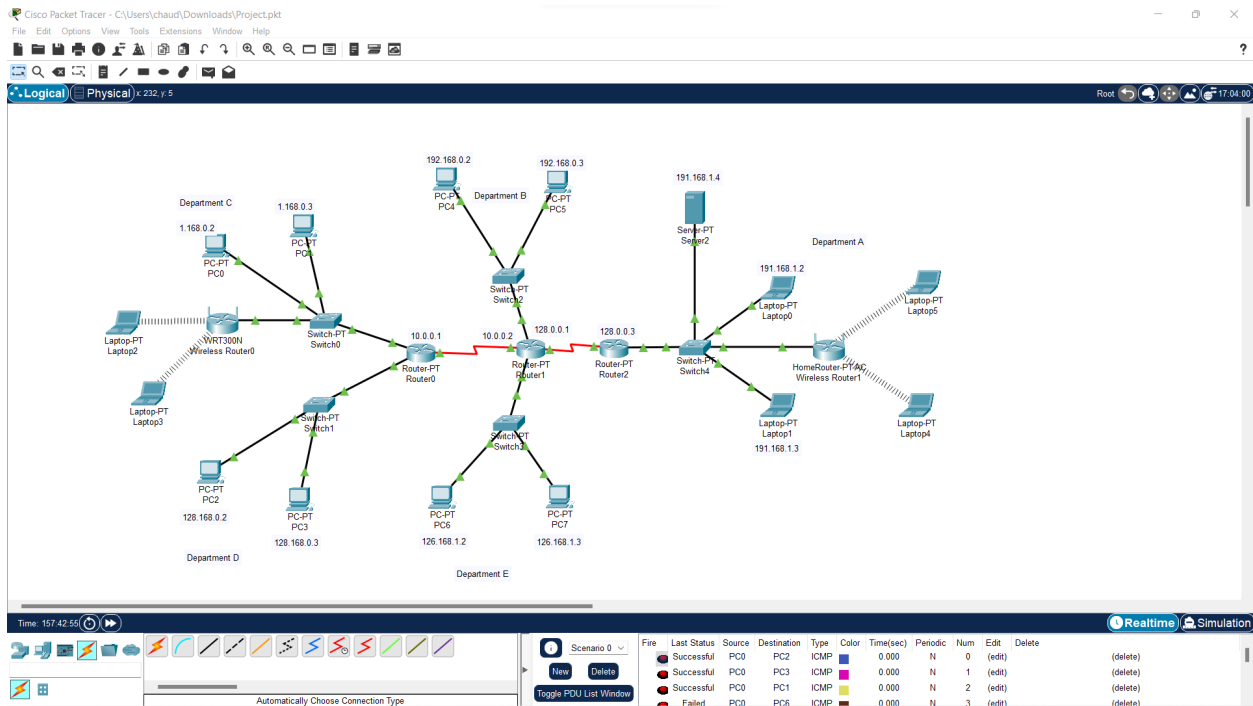 Cisco Packet Tracer - C:\Users\chaud\Downloads\Project.pkt
File Edit Options View Tools Extensions Window Help
?
Logical Physical x: 232, y: 5 Root 17:04:00
192.168.0.2
192.168.0.3
PC-PT
PC4
Department B
PC-PT
PC5
191.168.1.4
Server-PT
Server2
Department C
1.168.0.3
PC-PT
1.168.0.2
PC-PT
PC0
Department A
191.168.1.2
Laptop-PT
Laptop0
Laptop-PT
Laptop5
Switch-PT
Switch2
Laptop-PT
Laptop2
WRT300N
Wireless Router0
Switch-PT
Switch0
10.0.0.1
Router-PT
Router0
10.0.0.2
128.0.0.1
Router-PT
Router1
128.0.0.3
Router-PT
Router2
Switch-PT
Switch4
HomeRouter-PT-AC
Wireless Router1
Laptop-PT
Laptop3
Switch-PT
Switch1
Switch-PT
Switch3
Laptop-PT
Laptop1
191.168.1.3
Laptop-PT
Laptop4
PC-PT
PC2
128.168.0.2
PC-PT
PC3
128.168.0.3
Department D
PC-PT
PC6
126.168.1.2
PC-PT
PC7
126.168.1.3
Department E
Time: 157:42:55 Realtime Simulation
Scenario 0
New Delete
Toggle PDU List Window
Automatically Choose Connection Type
Fire Last Status Source Destination Type Color Time(sec) Periodic Num Edit Delete
Successful PC0 PC2 ICMP 0.000 N 0 (edit) (delete)
Successful PC0 PC3 ICMP 0.000 N 1 (edit) (delete)
Successful PC0 PC1 ICMP 0.000 N 2 (edit) (delete)
Failed PC0 PC6 ICMP 0.000 N 3 (edit) (delete)